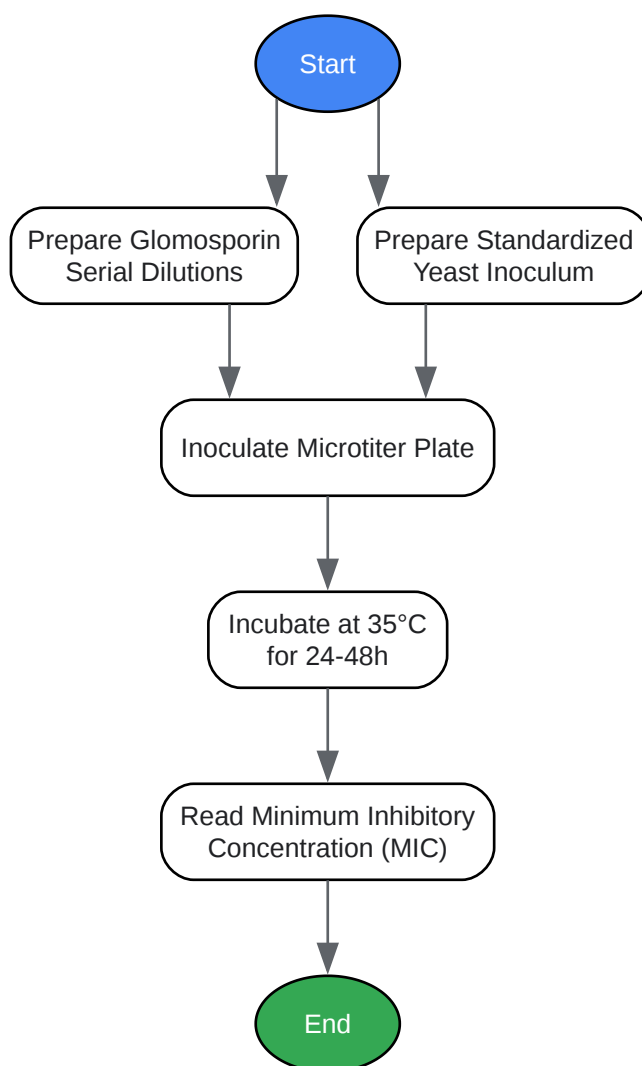 Start
Prepare Glomosporin
Serial Dilutions
Prepare Standardized
Yeast Inoculum
Inoculate Microtiter Plate
Incubate at 35°C
for 24-48h
Read Minimum Inhibitory
Concentration (MIC)
End